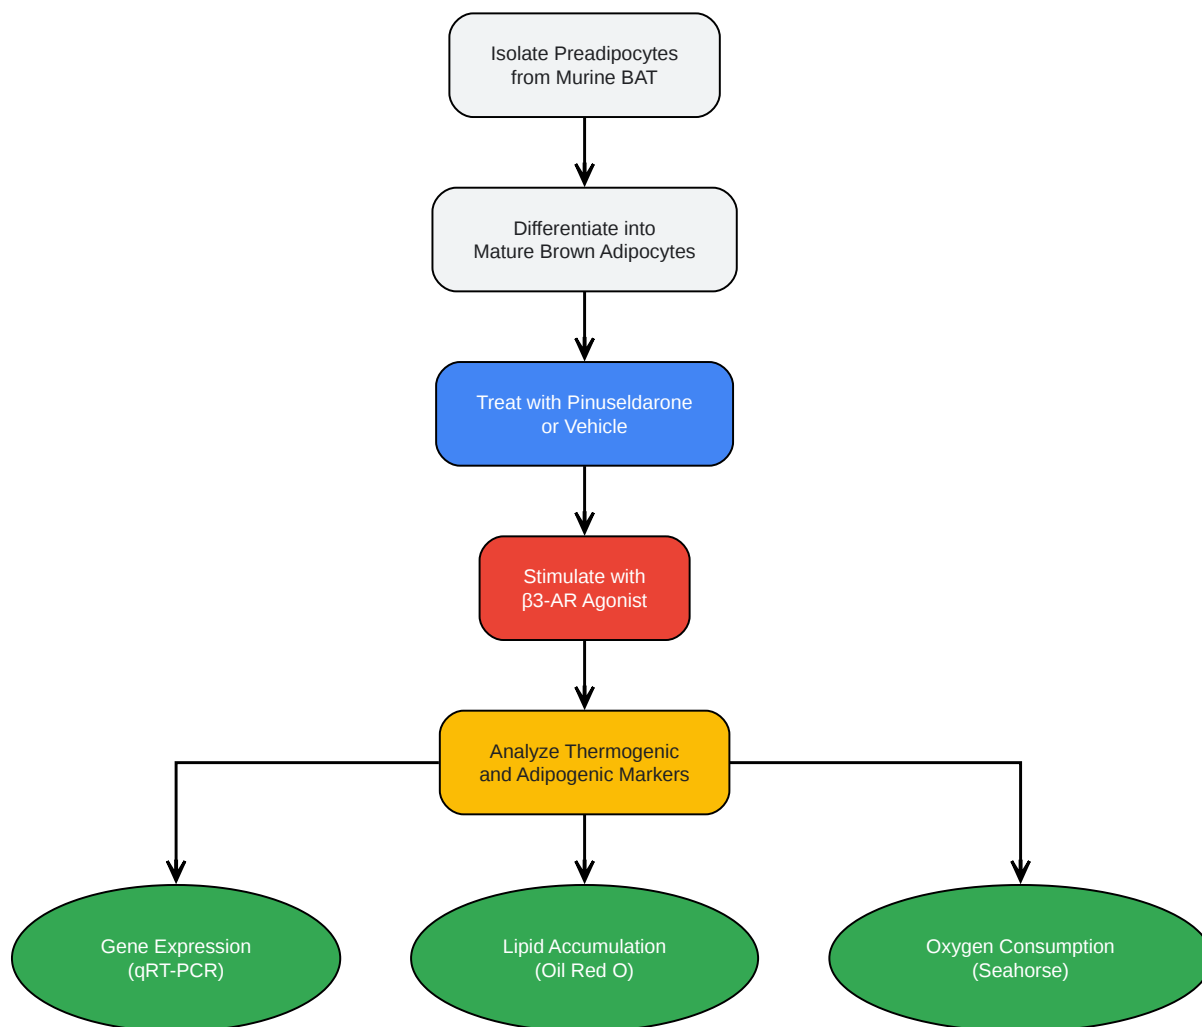 Isolate Preadipocytes
from Murine BAT
Differentiate into
Mature Brown Adipocytes
Treat with Pinuseldarone
or Vehicle
Stimulate with
β3-AR Agonist
Analyze Thermogenic
and Adipogenic Markers
Gene Expression
(qRT-PCR)
Lipid Accumulation
(Oil Red O)
Oxygen Consumption
(Seahorse)